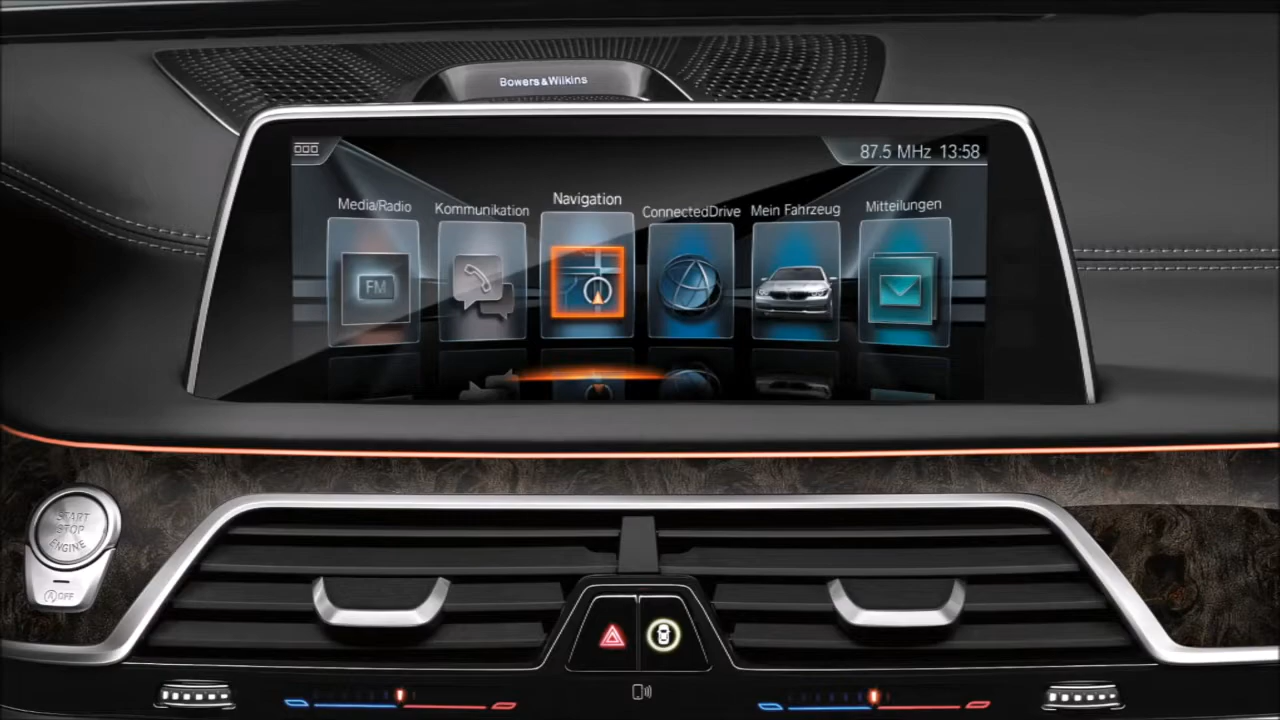 Bowers & Wilkins
87.5 MHz 13:58
Media/Radio
Kommunikation
Navigation
ConnectedDrive
Mein Fahrzeug
Mitteilungen
FM
START
STOP
ENGINE
A OFF